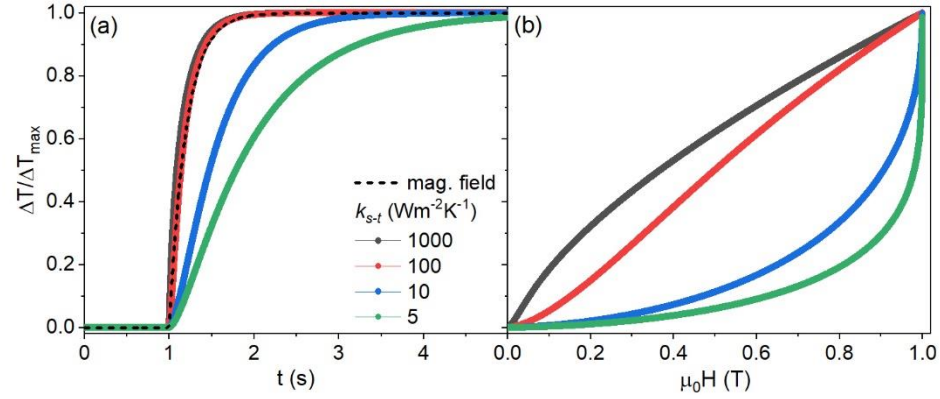 (a)
(b)
1.0
0.8
0.6
0.4
0.2
0.0
ΔT/ΔTmax
mag. field
ks-t (Wm-2K-1)
1000
100
10
5
0 1 2 3 4 0.0 0.2 0.4 0.6 0.8 1.0
t (s) μ0H (T)